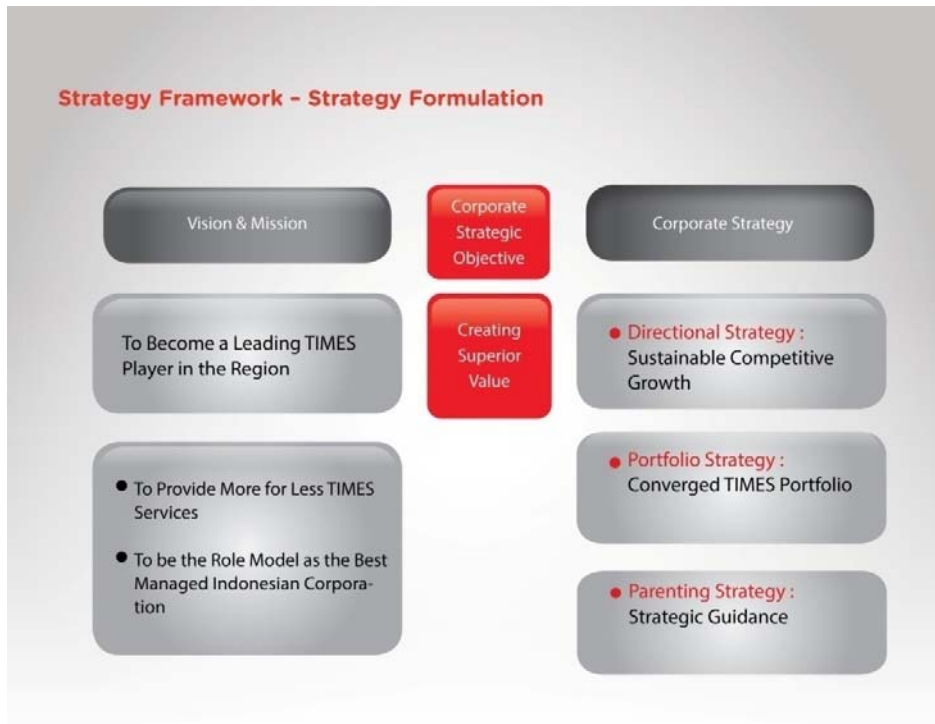 Strategy Framework – Strategy Formulation
Vision & Mission
To Become a Leading TIMES
Player in the Region
● To Provide More for Less TIMES
Services
● To be the Role Model as the Best
Managed Indonesian Corpora-
tion
Corporate
Strategic
Objective
Creating
Superior
Value
Corporate Strategy
● Directional Strategy :
Sustainable Competitive
Growth
● Portfolio Strategy :
Converged TIMES Portfolio
● Parenting Strategy :
Strategic Guidance